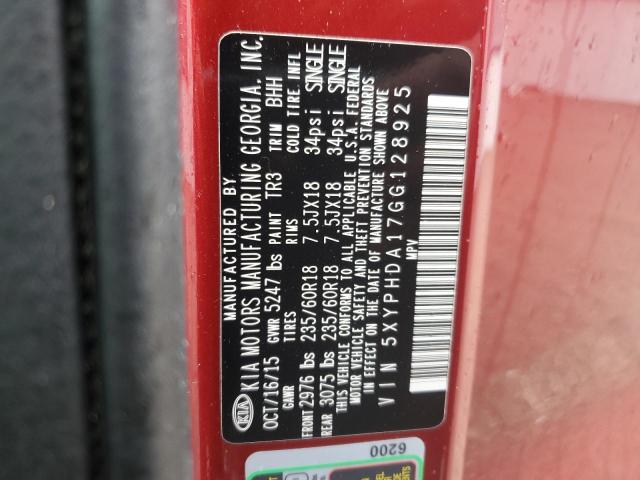 MANUFACTURED BY
KIA KIA MOTORS MANUFACTURING GEORGIA, INC.
OCT/16/15 GVWR 5247 lbs PAINT TR3 TRIM BHH
GAWR TIRES RIMS COLD TIRE. INFL
FRONT 2976 lbs 235/60R18 7.5JX18 34psi SINGLE
REAR 3075 lbs 235/60R18 7.5JX18 34psi SINGLE
THIS VEHICLE CONFORMS TO ALL APPLICABLE U.S.A. FEDERAL
MOTOR VEHICLE SAFETY AND THEFT PREVENTION STANDARDS
IN EFFECT ON THE DATE OF MANUFACTURE SHOWN ABOVE
VIN 5XYPHDA17GG128925
MPV
6200